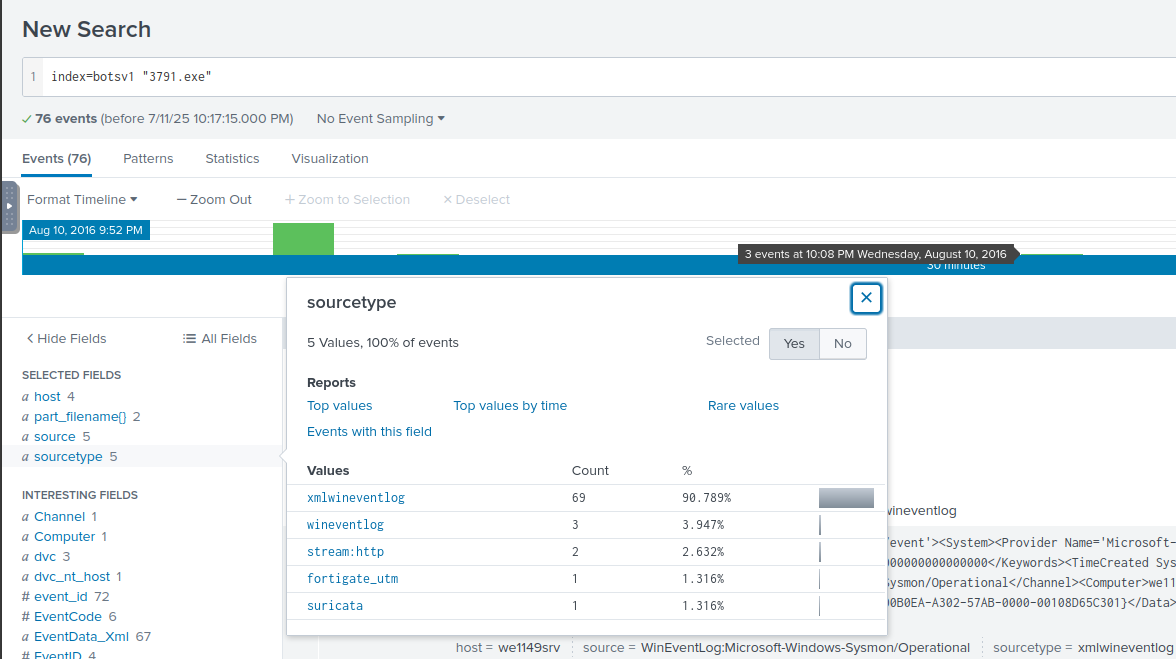 New Search
1 index=botsv1 "3791.exe"
✓ 76 events (before 7/11/25 10:17:15.000 PM) No Event Sampling
Events (76) Patterns Statistics Visualization
Format Timeline — Zoom Out + Zoom to Selection × Deselect
Aug 10, 2016 9:52 PM
3 events at 10:08 PM Wednesday, August 10, 2016
30 minutes
sourcetype
5 Values, 100% of events
Selected Yes No
Reports
Top values Top values by time Rare values
Events with this field
Values Count %
xmlwineventlog 69 90.789%
wineventlog 3 3.947%
stream:http 2 2.632%
fortigate_utm 1 1.316%
suricata 1 1.316%
< Hide Fields All Fields
SELECTED FIELDS
a host 4
a part_filename{} 2
a source 5
a sourcetype 5
INTERESTING FIELDS
a Channel 1
a Computer 1
a dvc 3
a dvc_nt_host 1
# event_id 72
# EventCode 6
a EventData_Xml 67
# EventID 4
wineventlog
/event'><System><Provider Name='Microsoft-
000000000000000</Keywords><TimeCreated Sys
Sysmon/Operational</Channel><Computer>we11
00B0EA-A302-57AB-0000-00108D65C301}</Data>
host = we1149srv source = WinEventLog:Microsoft-Windows-Sysmon/Operational sourcetype = xmlwineventlog